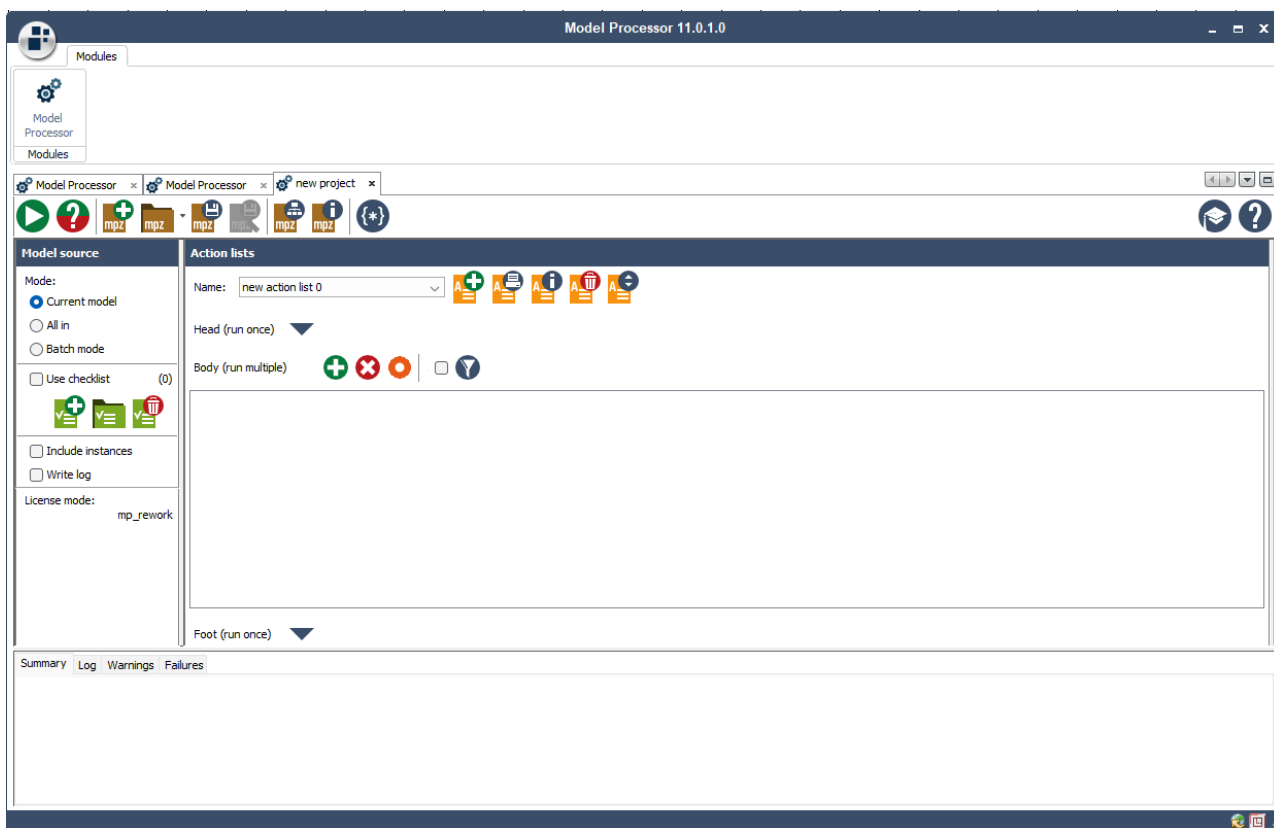 Model Processor 11.0.1.0
Modules
Model
Processor
Modules
Model Processor
Model Processor
new project
mpz
mpz
mpz
mpz
mpz
{*}
Model source
Action lists
Mode:
Current model
All in
Batch mode
Name:
new action list 0
Head (run once)
Body (run multiple)
Use checklist
(0)
Include instances
Write log
License mode:
mp_rework
Foot (run once)
Summary
Log
Warnings
Failures